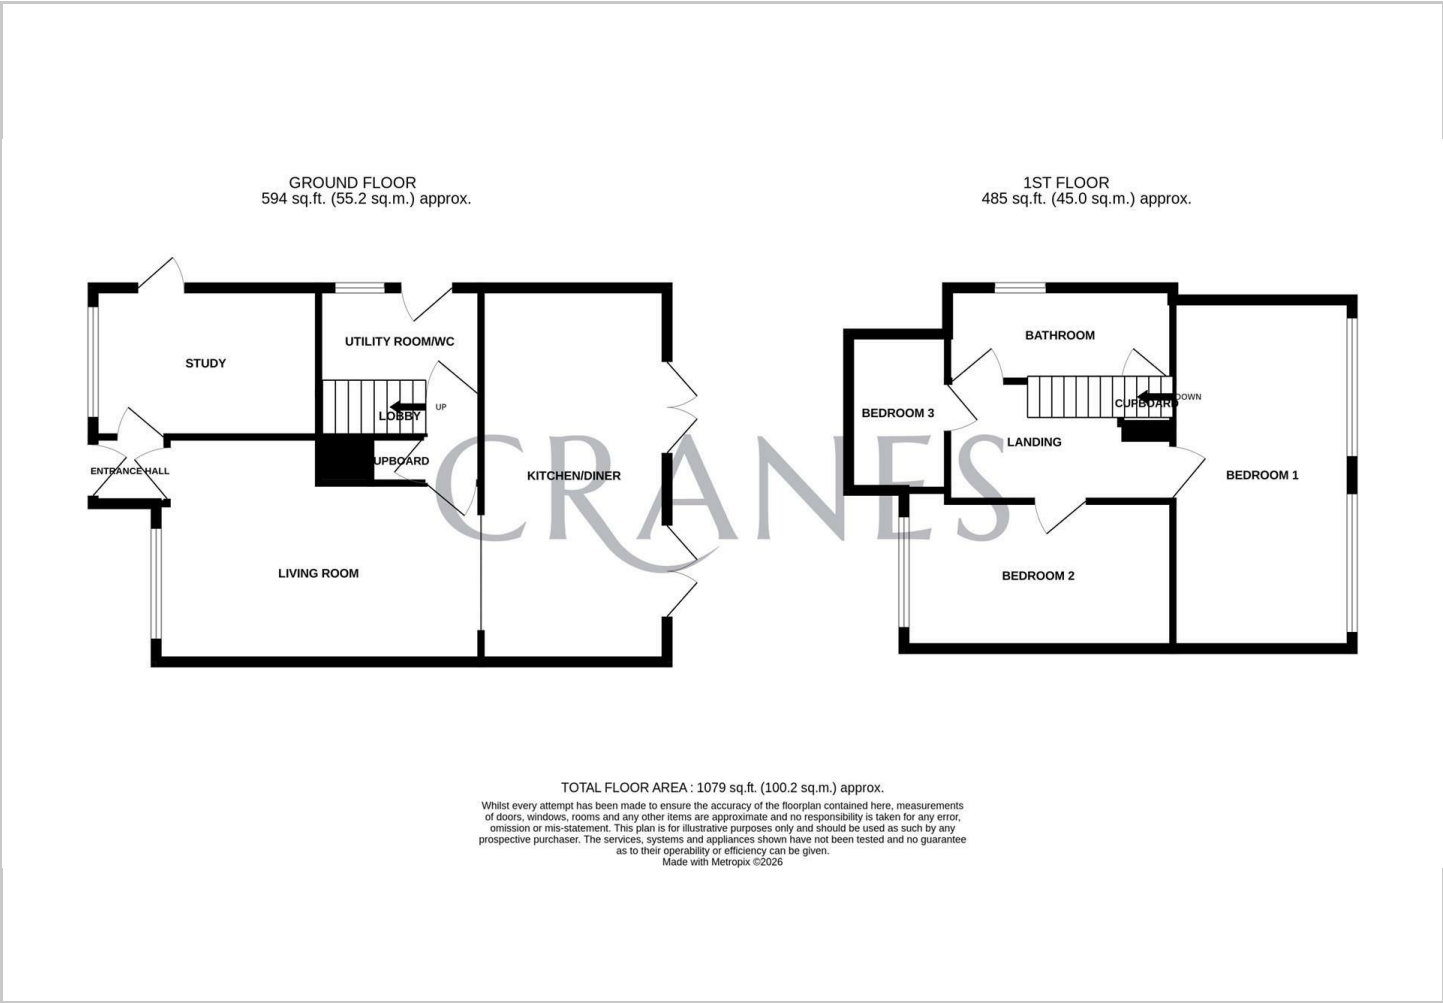 GROUND FLOOR
594 sq.ft. (55.2 sq.m.) approx.
1ST FLOOR
485 sq.ft. (45.0 sq.m.) approx.
STUDY
UTILITY ROOM/WC
UP
LOBBY
ENTRANCE HALL
UPBOARD
KITCHEN/DINER
LIVING ROOM
BATHROOM
DOWN
CUPBOARD
BEDROOM 3
LANDING
BEDROOM 1
BEDROOM 2
CRANES
TOTAL FLOOR AREA : 1079 sq.ft. (100.2 sq.m.) approx.
Whilst every attempt has been made to ensure the accuracy of the floorplan contained here, measurements
of doors, windows, rooms and any other items are approximate and no responsibility is taken for any error,
omission or mis-statement. This plan is for illustrative purposes only and should be used as such by any
prospective purchaser. The services, systems and appliances shown have not been tested and no guarantee
as to their operability or efficiency can be given.
Made with Metropix ©2026